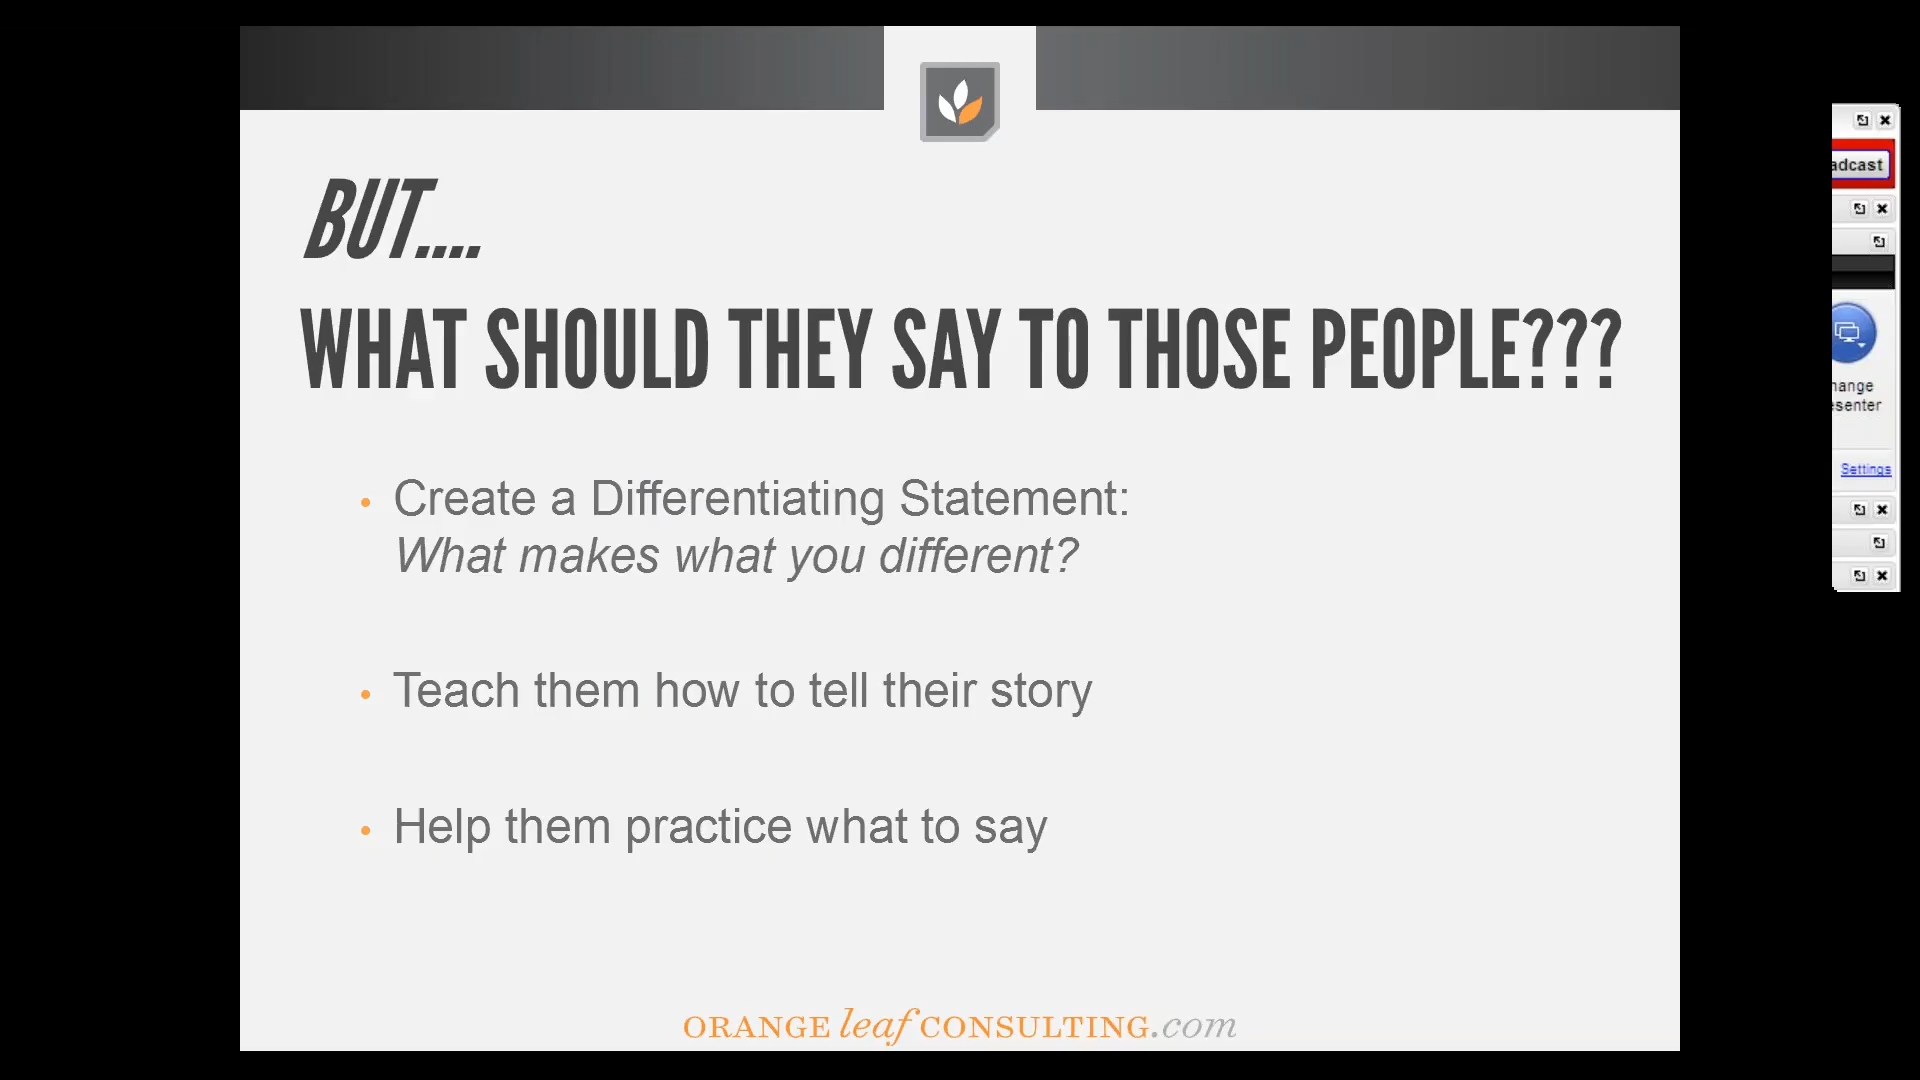 BUT....
WHAT SHOULD THEY SAY TO THOSE PEOPLE???
• Create a Differentiating Statement:
What makes what you different?
• Teach them how to tell their story
• Help them practice what to say
ORANGE leaf CONSULTING.com
adcast
hange
senter
Settings